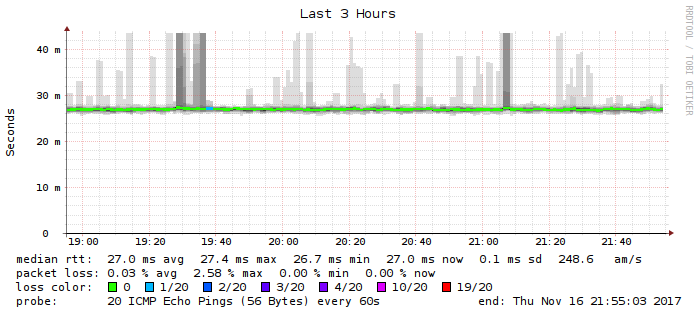 Last 3 Hours
RRDTOOL / TOBI OETIKER
Seconds
40 m
30 m
20 m
10 m
0
19:00 19:20 19:40 20:00 20:20 20:40 21:00 21:20 21:40
median rtt: 27.0 ms avg 27.4 ms max 26.7 ms min 27.0 ms now 0.1 ms sd 248.6 am/s
packet loss: 0.03 % avg 2.58 % max 0.00 % min 0.00 % now
loss color: 0 1/20 2/20 3/20 4/20 10/20 19/20
probe: 20 ICMP Echo Pings (56 Bytes) every 60s end: Thu Nov 16 21:55:03 2017